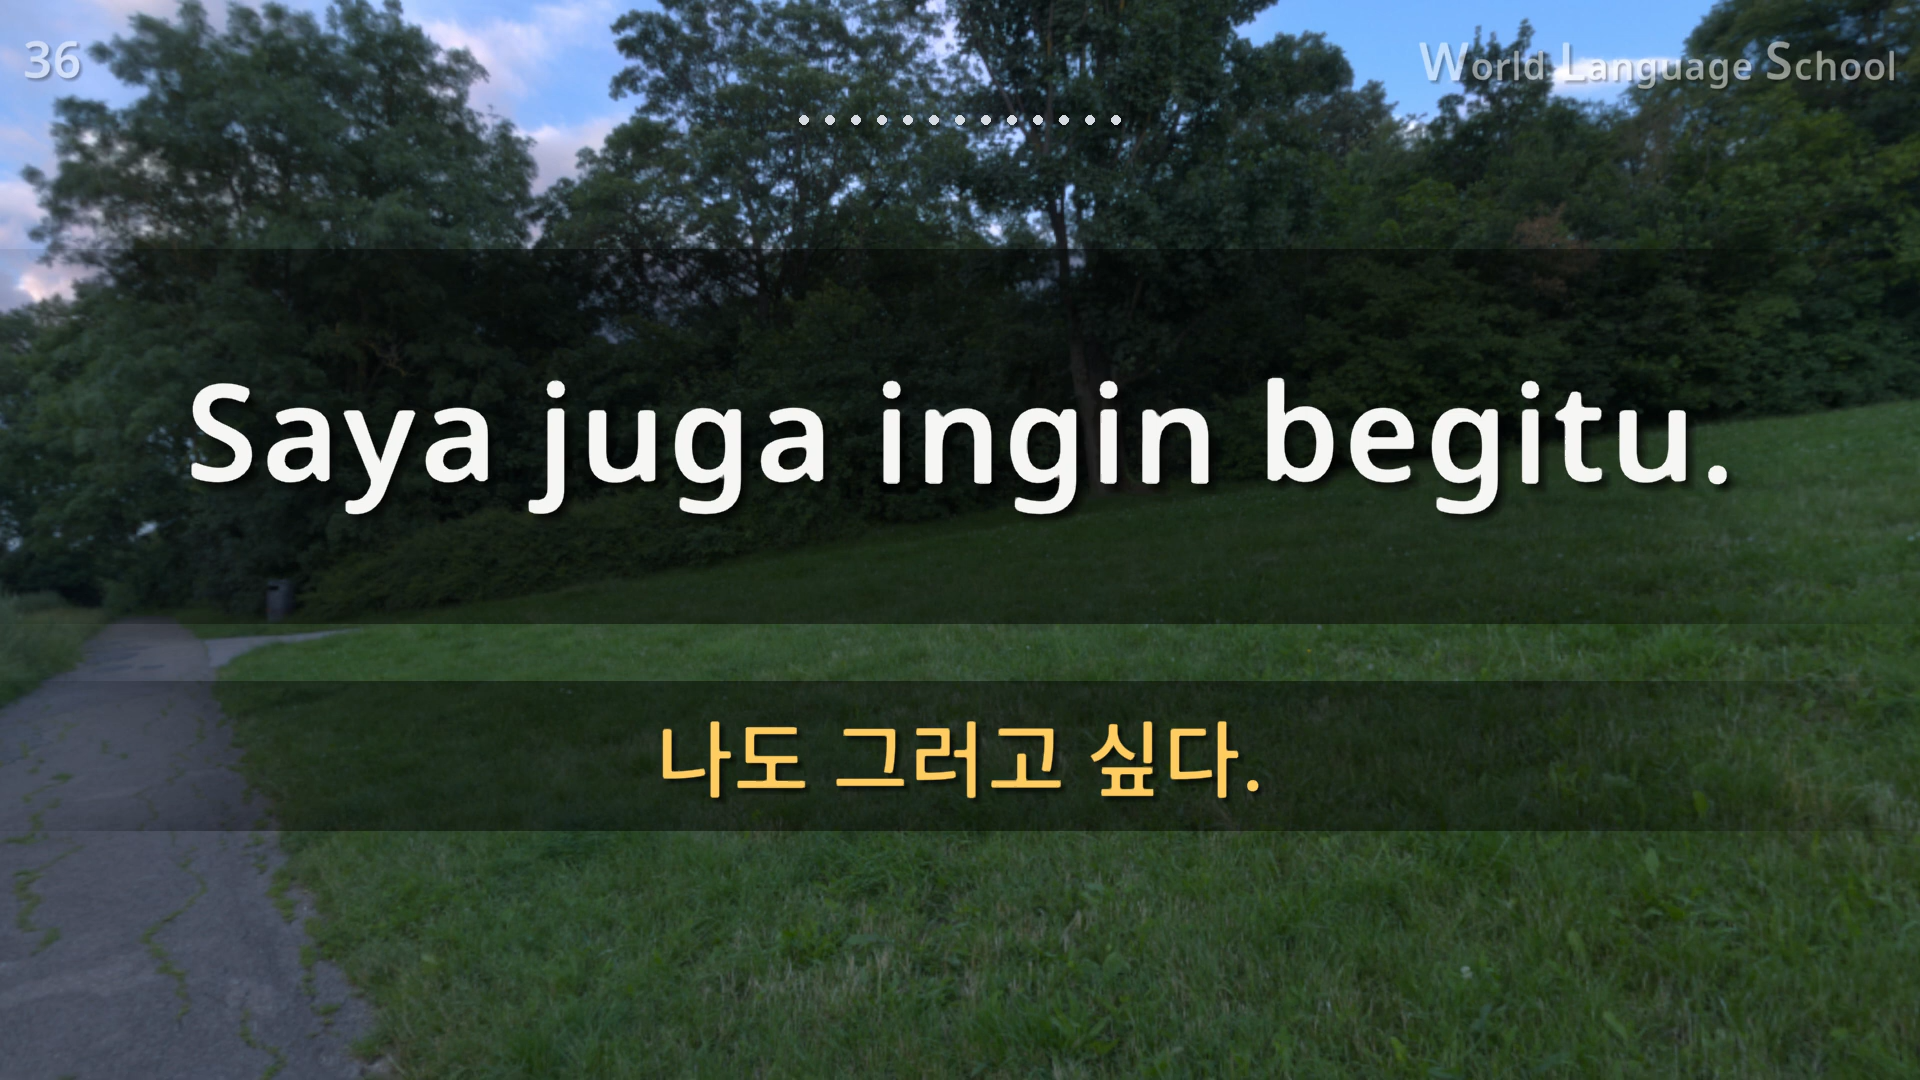 36
World Language School
Saya juga ingin begitu.
나도 그러고 싶다.